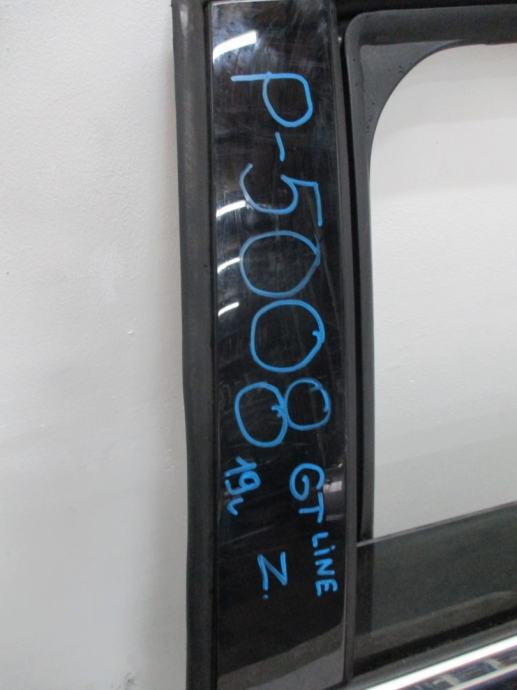 P-5008
GT LINE
19r
Z.